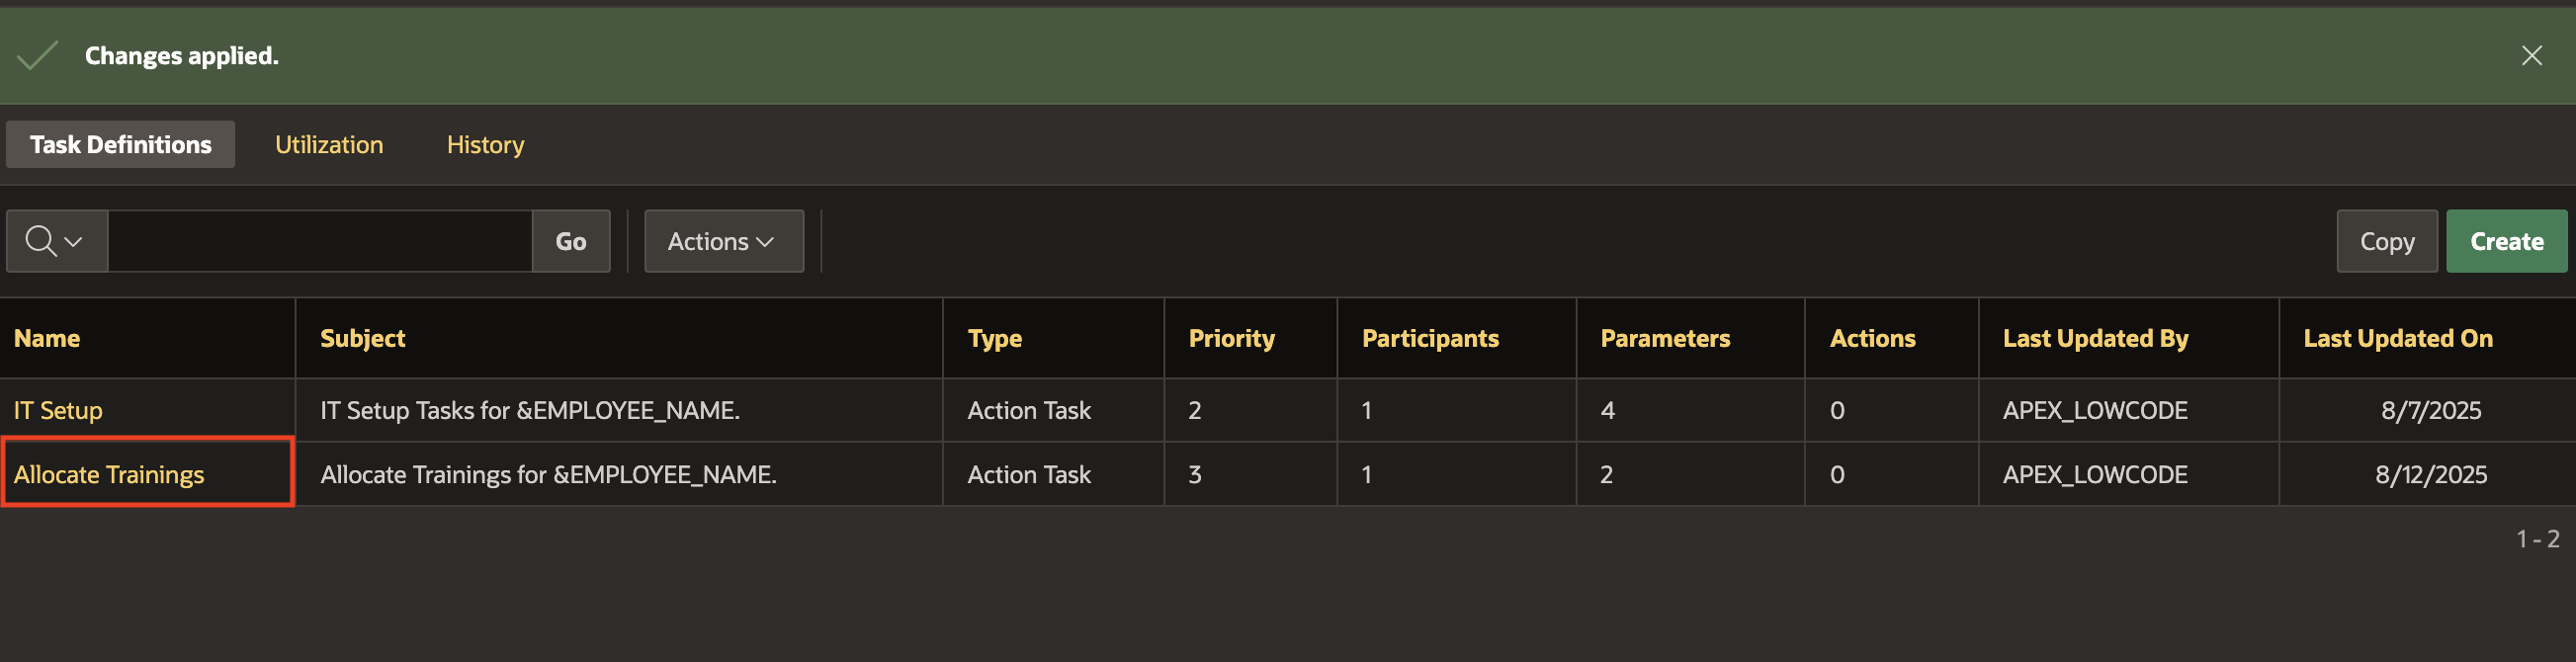 Changes applied.
Task Definitions Utilization History
Go Actions Copy Create
Name Subject Type Priority Participants Parameters Actions Last Updated By Last Updated On
IT Setup IT Setup Tasks for &EMPLOYEE_NAME. Action Task 2 1 4 0 APEX_LOWCODE 8/7/2025
Allocate Trainings Allocate Trainings for &EMPLOYEE_NAME. Action Task 3 1 2 0 APEX_LOWCODE 8/12/2025
1 - 2